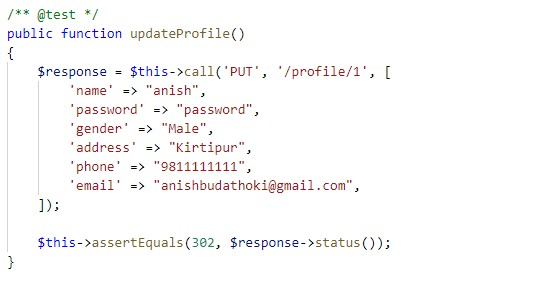 /** @test */
public function updateProfile()
{
    $response = $this->call('PUT', '/profile/1', [
        'name' => "anish",
        'password' => "password",
        'gender' => "Male",
        'address' => "Kirtipur",
        'phone' => "9811111111",
        'email' => "anishbudathoki@gmail.com",
    ]);

    $this->assertEquals(302, $response->status());
}